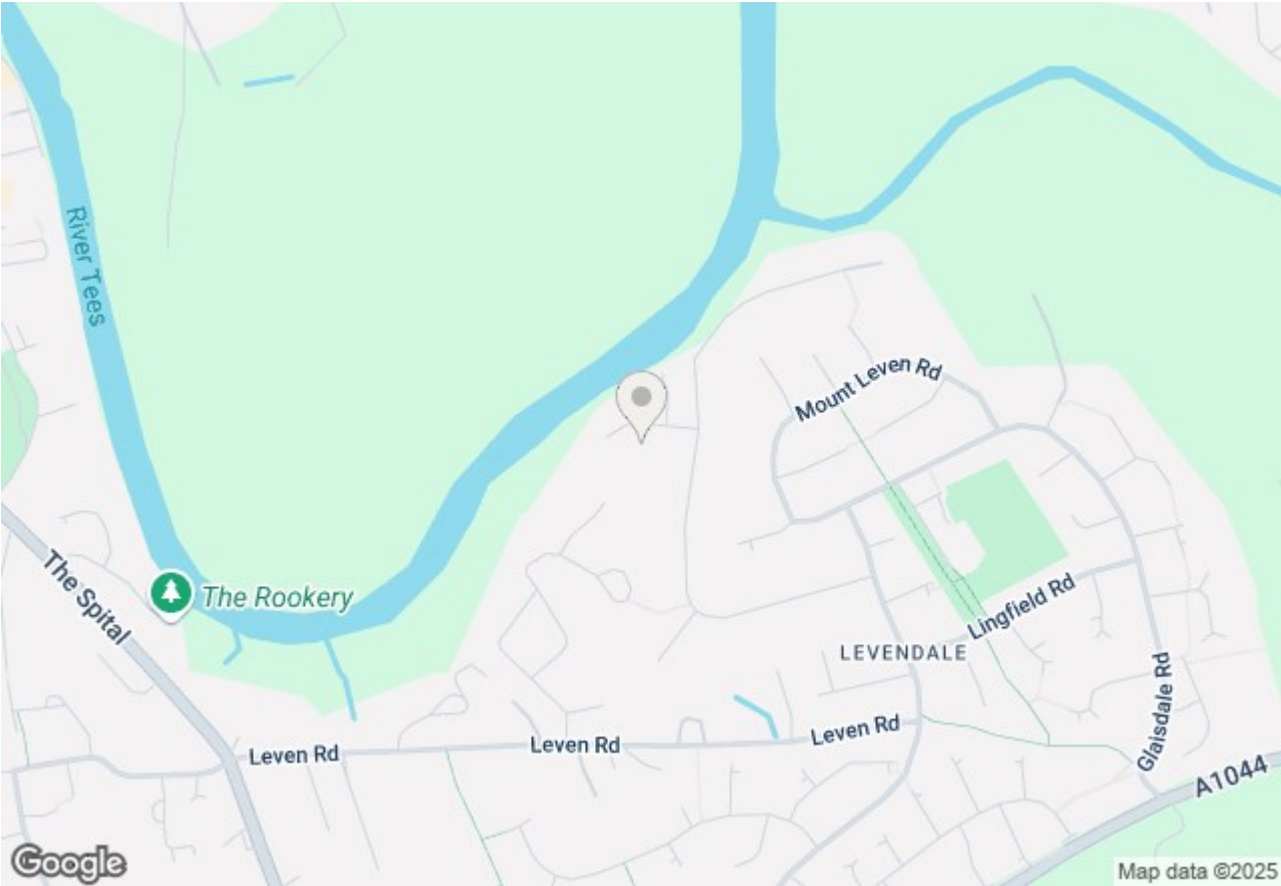 River Tees
Mount Leven Rd
The Spital
The Rookery
Lingfield Rd
LEVENDALE
Glaisdale Rd
Leven Rd
Leven Rd
Leven Rd
A1044
Google
Map data ©2025